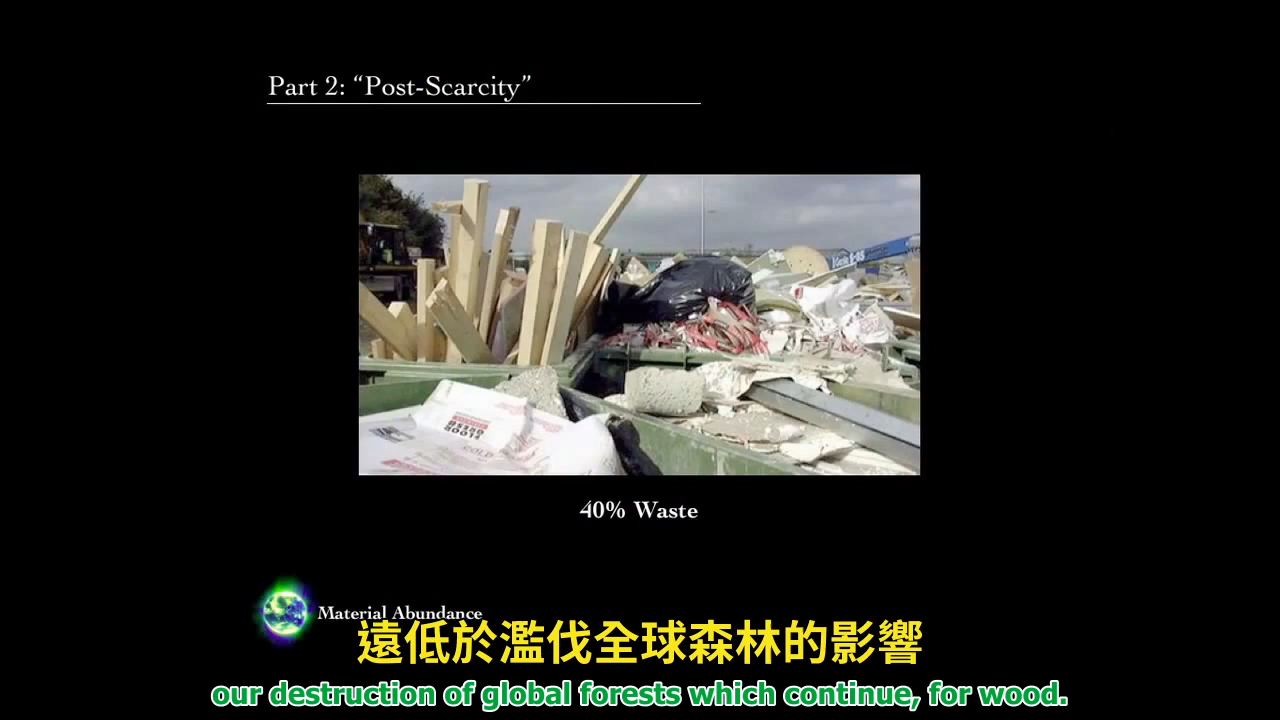 Part 2: “Post-Scarcity”
40% Waste
Material Abundance
遠低於濫伐全球森林的影響
our destruction of global forests which continue, for wood.